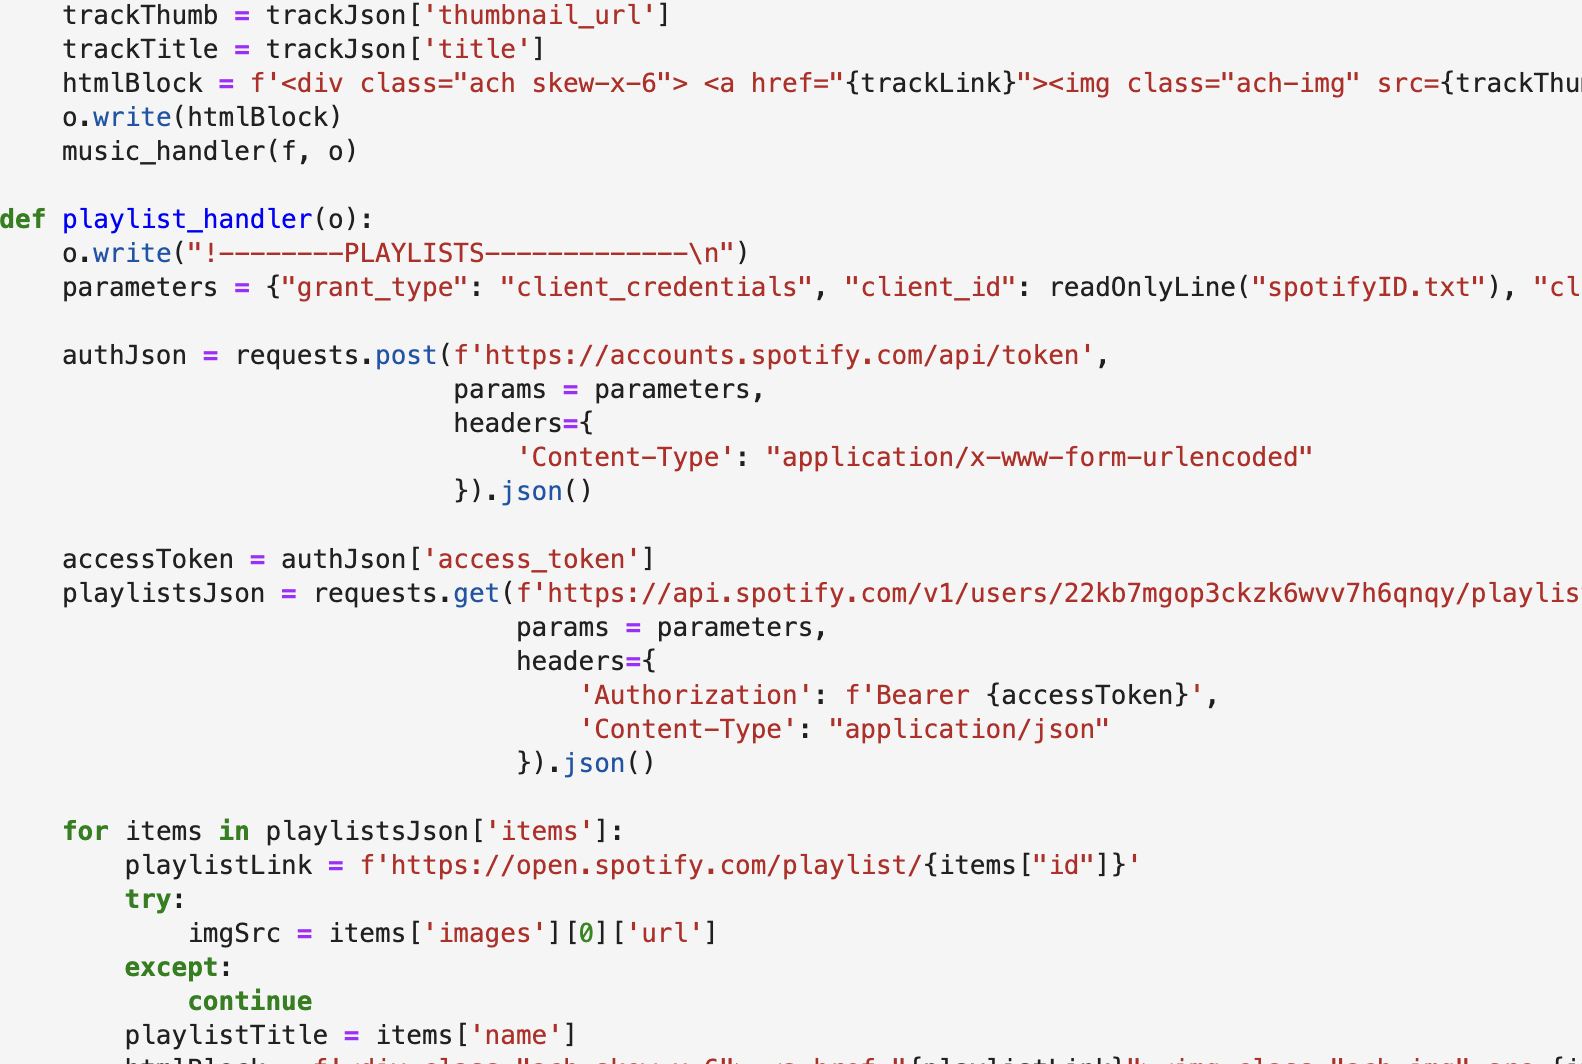 trackThumb = trackJson['thumbnail_url']
trackTitle = trackJson['title']
htmlBlock = f'<div class="ach skew-x-6"> <a href="{trackLink}"><img class="ach-img" src={trackThu
o.write(htmlBlock)
music_handler(f, o)
def playlist_handler(o):
o.write("!--------PLAYLISTS-------------\n")
parameters = {"grant_type": "client_credentials", "client_id": readOnlyLine("spotifyID.txt"), "cl
authJson = requests.post(f'https://accounts.spotify.com/api/token',
params = parameters,
headers={
'Content-Type': "application/x-www-form-urlencoded"
}).json()
accessToken = authJson['access_token']
playlistsJson = requests.get(f'https://api.spotify.com/v1/users/22kb7mgop3ckzk6wvv7h6qnqy/playlis
params = parameters,
headers={
'Authorization': f'Bearer {accessToken}',
'Content-Type': "application/json"
}).json()
for items in playlistsJson['items']:
playlistLink = f'https://open.spotify.com/playlist/{items["id"]}'
try:
imgSrc = items['images'][0]['url']
except:
continue
playlistTitle = items['name']